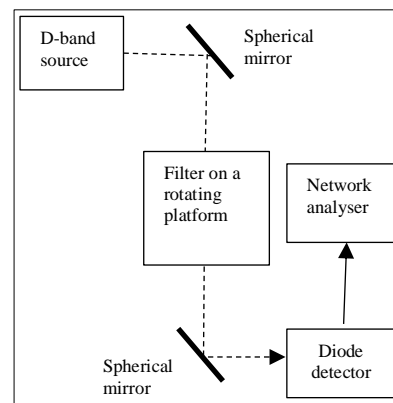 D-band
source
Spherical
mirror
Filter on a
rotating
platform
Network
analyser
Spherical
mirror
Diode
detector